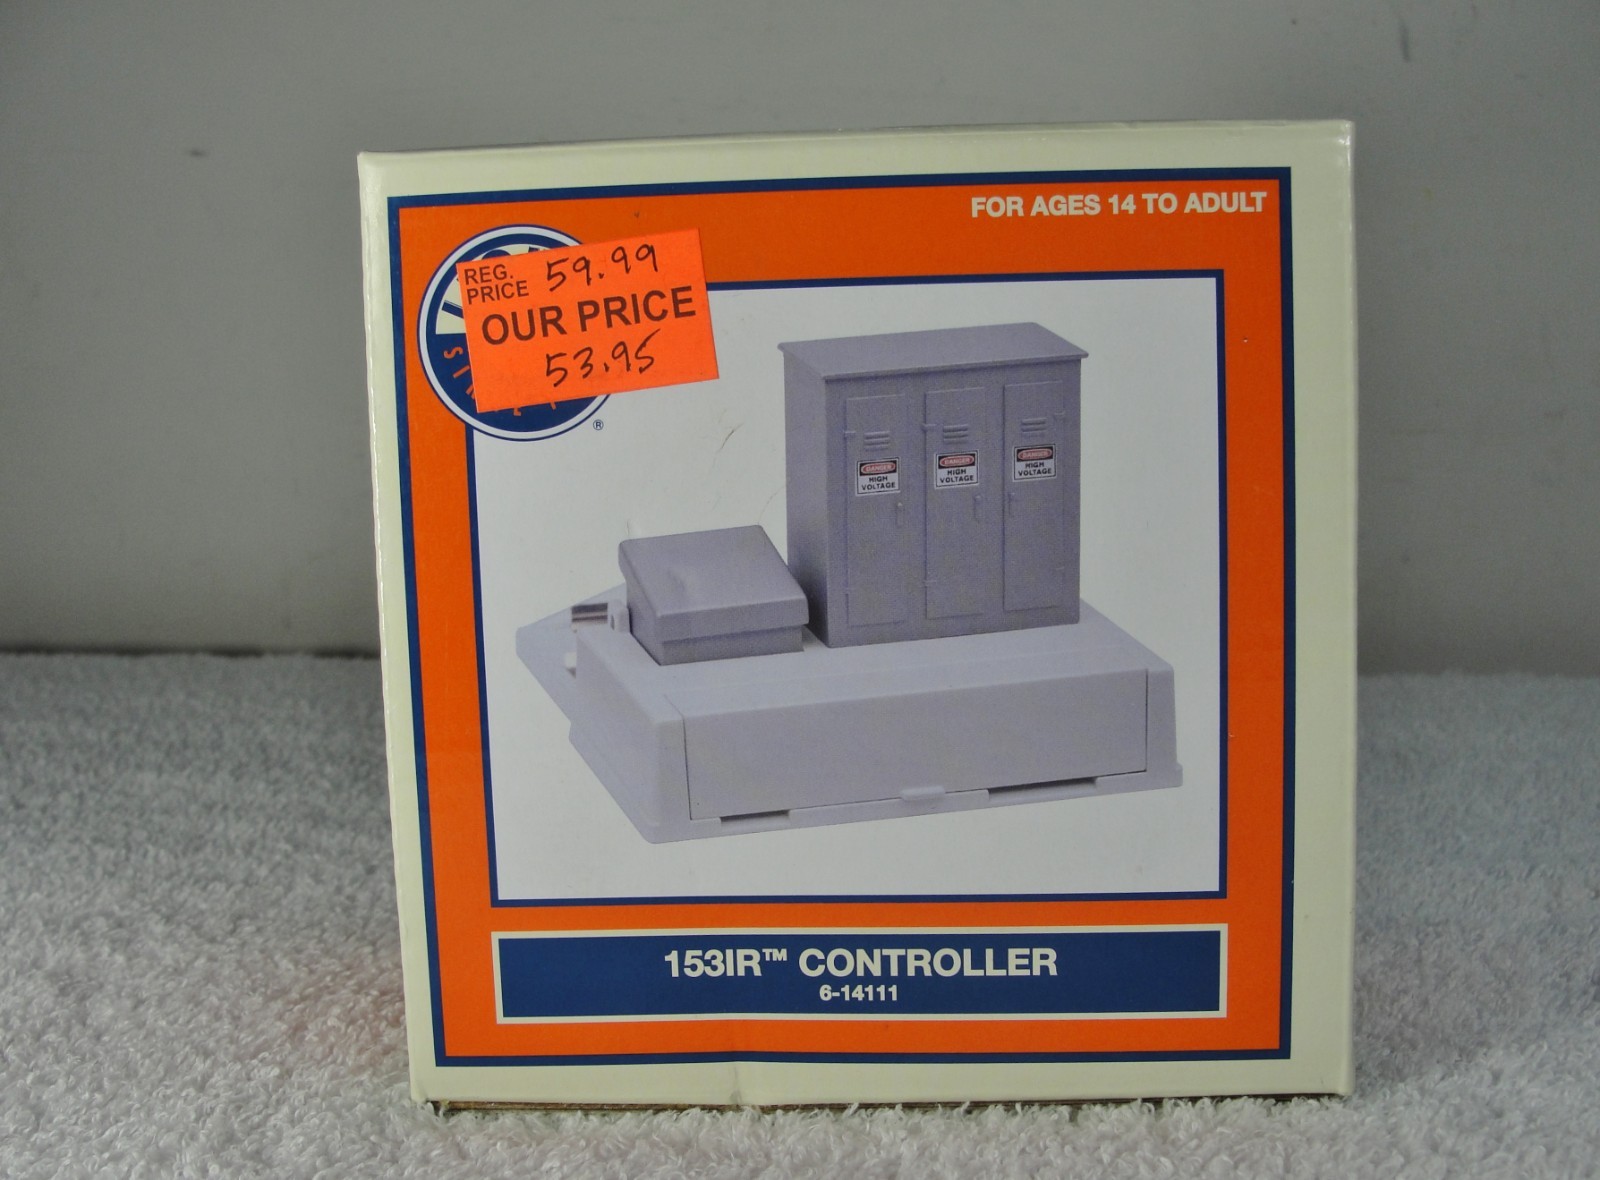 FOR AGES 14 TO ADULT
REG.
PRICE 59.99
OUR PRICE
53.95
®
DANGER
HIGH
VOLTAGE
DANGER
HIGH
VOLTAGE
DANGER
HIGH
VOLTAGE
153IR™ CONTROLLER
6-14111